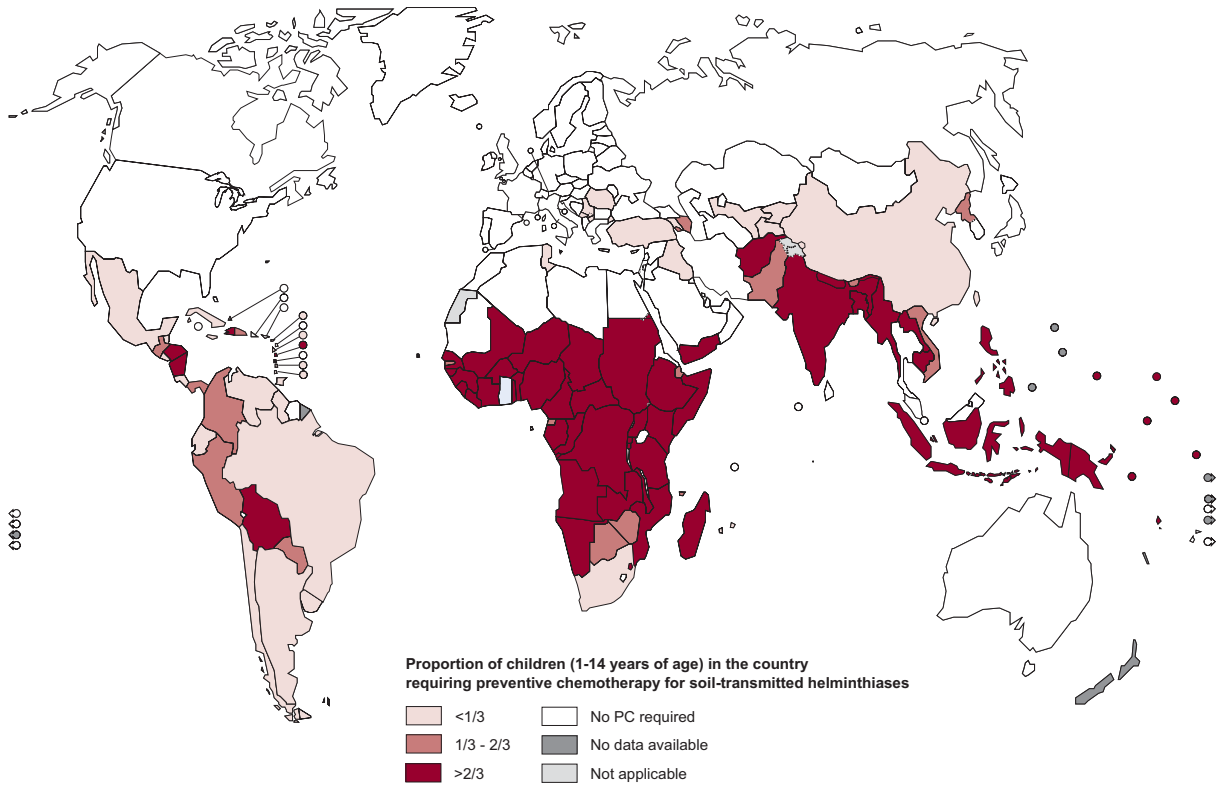 Proportion of children (1-14 years of age) in the country
requiring preventive chemotherapy for soil-transmitted helminthiases
<1/3
No PC required
1/3 - 2/3
No data available
>2/3
Not applicable